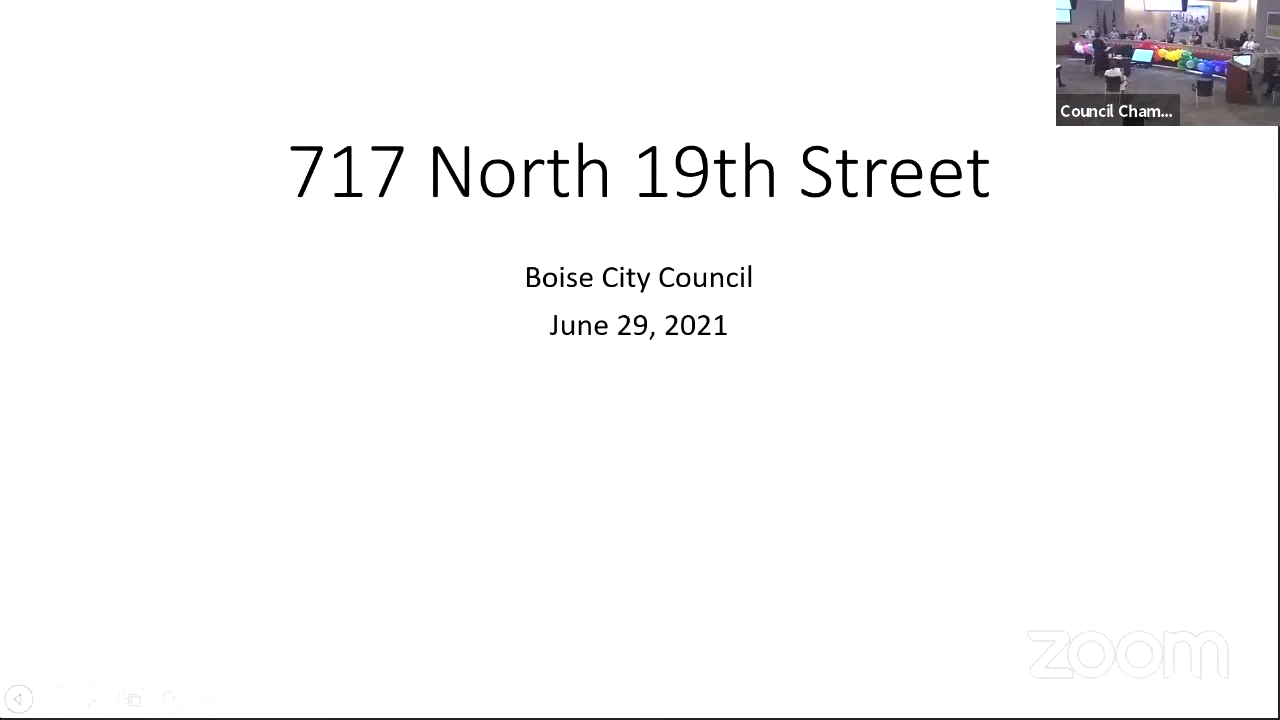 Council Cham...
717 North 19th Street
Boise City Council
June 29, 2021
zoom